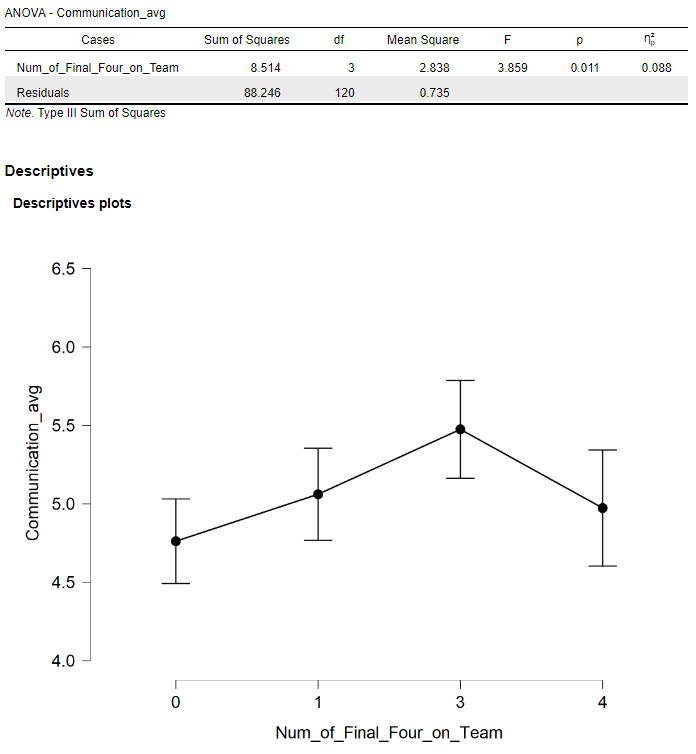 ANOVA - Communication_avg
Cases Sum of Squares df Mean Square F p η²ₚ
Num_of_Final_Four_on_Team 8.514 3 2.838 3.859 0.011 0.088
Residuals 88.246 120 0.735
Note. Type III Sum of Squares
Descriptives
Descriptives plots
6.5
6.0
5.5
5.0
4.5
4.0
Communication_avg
0 1 3 4
Num_of_Final_Four_on_Team